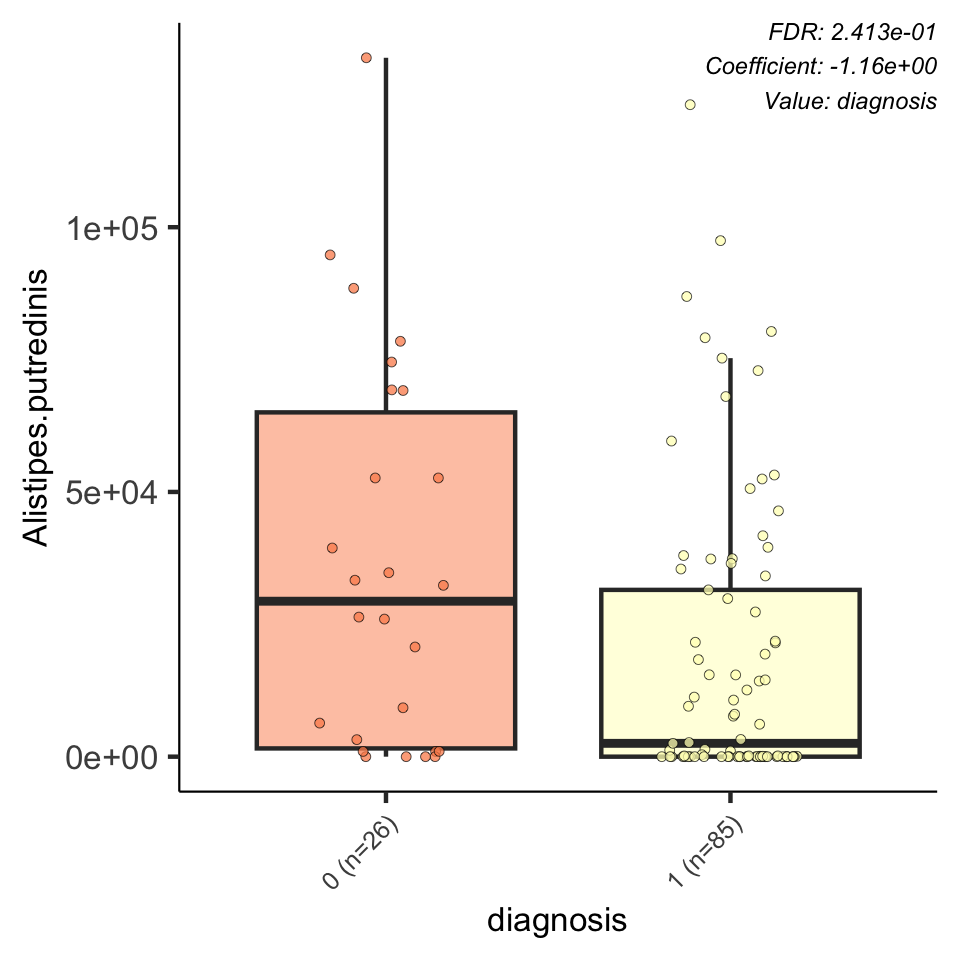 FDR: 2.413e-01
Coefficient: -1.16e+00
Value: diagnosis
Alistipes.putredinis
1e+05
5e+04
0e+00
0 (n=26)
1 (n=85)
diagnosis